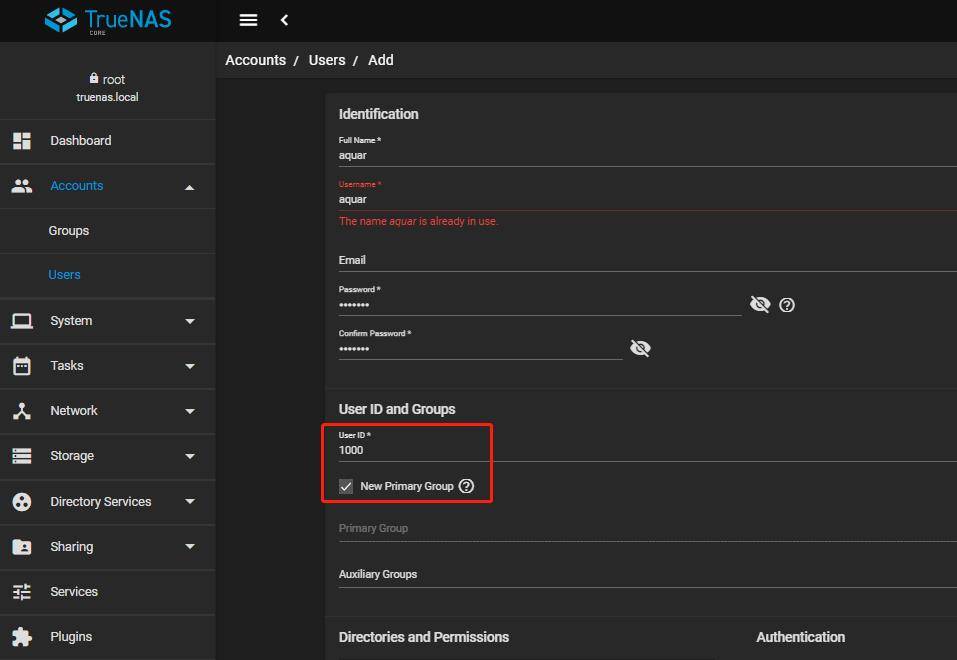 TrueNAS
CORE
root
truenas.local
Dashboard
Accounts
Groups
Users
System
Tasks
Network
Storage
Directory Services
Sharing
Services
Plugins
Accounts / Users / Add
Identification
Full Name *
aquar
Username *
aquar
The name aquar is already in use.
Email
Password *
•••••••
Confirm Password *
•••••••
User ID and Groups
User ID *
1000
New Primary Group
Primary Group
Auxiliary Groups
Directories and Permissions
Authentication